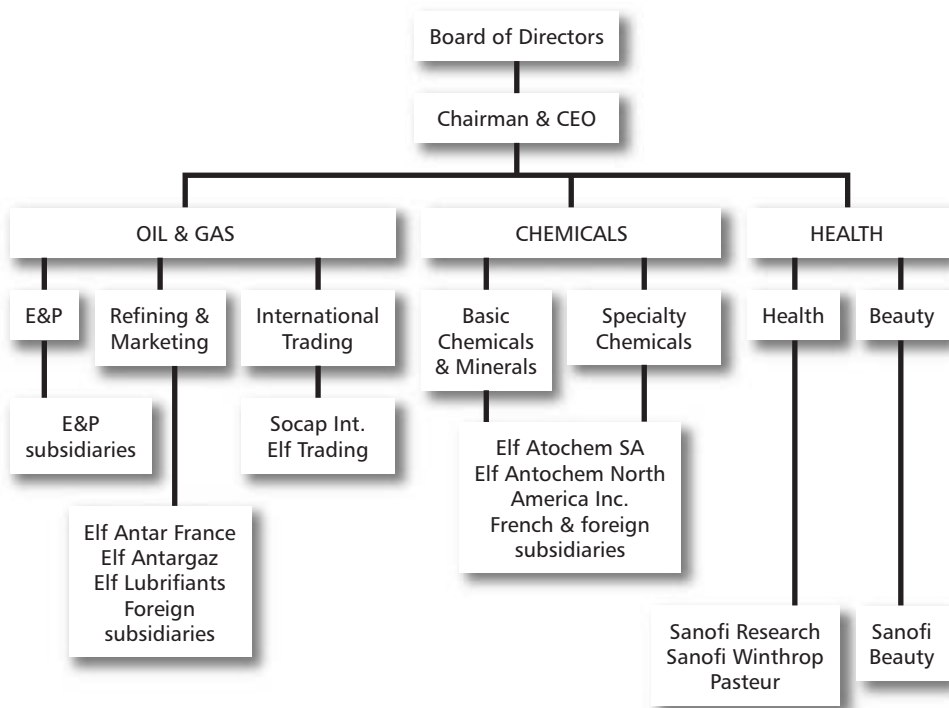 Board of Directors
Chairman & CEO
OIL & GAS
CHEMICALS
HEALTH
E&P
Refining &
Marketing
International
Trading
Basic
Chemicals
& Minerals
Specialty
Chemicals
Health
Beauty
E&P
subsidiaries
Socap Int.
Elf Trading
Elf Atochem SA
Elf Antochem North
America Inc.
French & foreign
subsidiaries
Elf Antar France
Elf Antargaz
Elf Lubrifiants
Foreign
subsidiaries
Sanofi Research
Sanofi Winthrop
Pasteur
Sanofi
Beauty